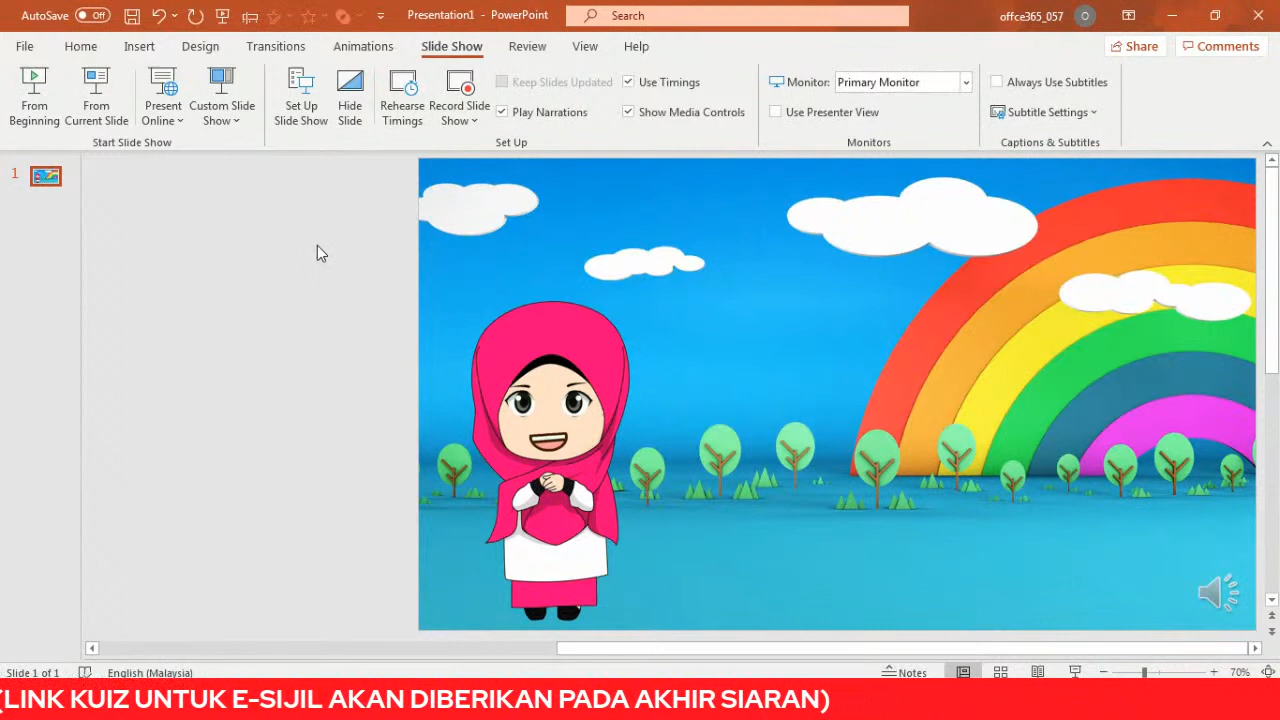 AutoSave Off Presentation1 - PowerPoint Search offce365_057
File Home Insert Design Transitions Animations Slide Show Review View Help Share Comments
From Beginning
From Current Slide
Present Online
Custom Slide Show
Start Slide Show
Set Up Slide Show
Hide Slide
Rehearse Timings
Record Slide Show
Keep Slides Updated
Play Narrations
Use Timings
Show Media Controls
Set Up
Monitor: Primary Monitor
Use Presenter View
Monitors
Always Use Subtitles
Subtitle Settings
Captions & Subtitles
1
Slide 1 of 1 English (Malaysia) Notes 70%
(LINK KUIZ UNTUK E-SIJIL AKAN DIBERIKAN PADA AKHIR SIARAN)